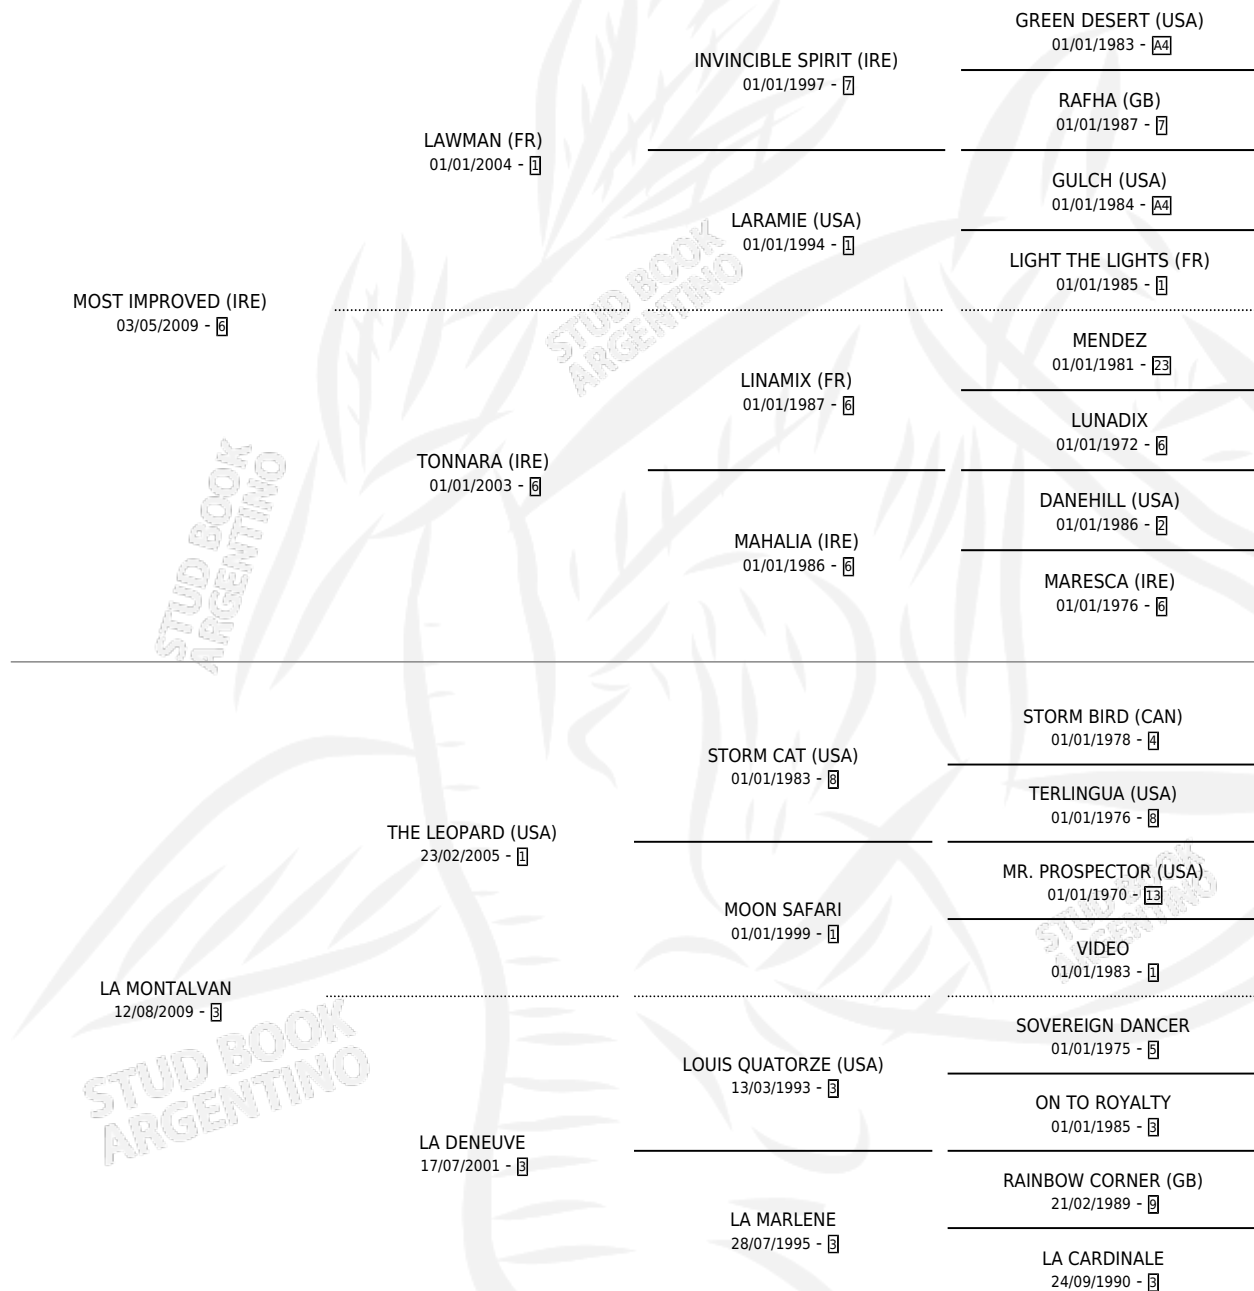 GREEN DESERT (USA)
01/01/1983 - A4
INVINCIBLE SPIRIT (IRE)
01/01/1997 - 7
RAFHA (GB)
01/01/1987 - 7
LAWMAN (FR)
01/01/2004 - 1
GULCH (USA)
01/01/1984 - A4
LARAMIE (USA)
01/01/1994 - 1
LIGHT THE LIGHTS (FR)
01/01/1985 - 1
MOST IMPROVED (IRE)
03/05/2009 - 6
MENDEZ
01/01/1981 - 23
LINAMIX (FR)
01/01/1987 - 6
LUNADIX
01/01/1972 - 6
TONNARA (IRE)
01/01/2003 - 6
DANEHILL (USA)
01/01/1986 - 2
MAHALIA (IRE)
01/01/1986 - 6
MARESCA (IRE)
01/01/1976 - 6
STORM BIRD (CAN)
01/01/1978 - 4
STORM CAT (USA)
01/01/1983 - 8
TERLINGUA (USA)
01/01/1976 - 8
THE LEOPARD (USA)
23/02/2005 - 1
MR. PROSPECTOR (USA)
01/01/1970 - 13
MOON SAFARI
01/01/1999 - 1
VIDEO
01/01/1983 - 1
LA MONTALVAN
12/08/2009 - 3
SOVEREIGN DANCER
01/01/1975 - 5
LOUIS QUATORZE (USA)
13/03/1993 - 3
ON TO ROYALTY
01/01/1985 - 3
LA DENEUVE
17/07/2001 - 3
RAINBOW CORNER (GB)
21/02/1989 - 9
LA MARLENE
28/07/1995 - 3
LA CARDINALE
24/09/1990 - 3
STUD BOOK
ARGENTINO
STUD BOOK
ARGENTINO
STUD BOOK
ARGENTINO
STUD BOOK
ARGENTINO